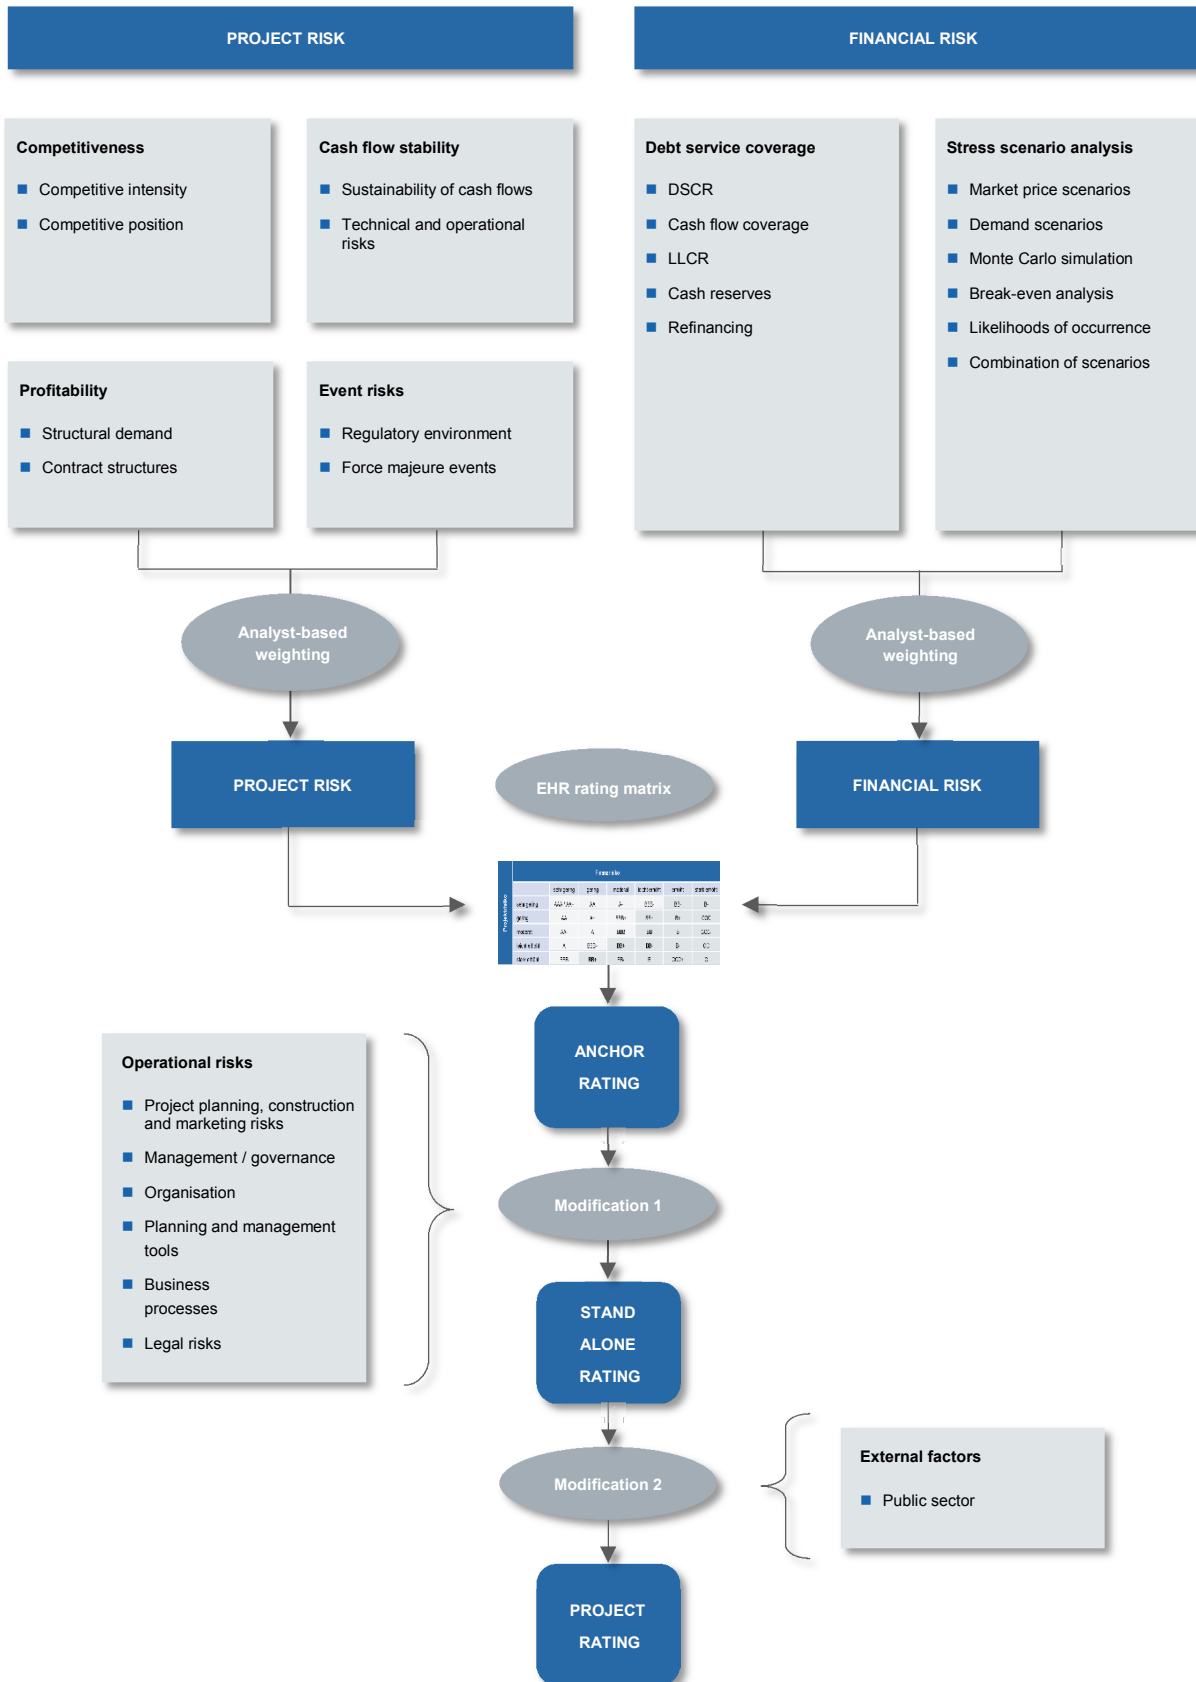 PROJECT RISK
FINANCIAL RISK
Competitiveness
Competitive intensity
Competitive position
Cash flow stability
Sustainability of cash flows
Technical and operational
risks
Debt service coverage
DSCR
Cash flow coverage
LLCR
Cash reserves
Refinancing
Stress scenario analysis
Market price scenarios
Demand scenarios
Monte Carlo simulation
Break-even analysis
Likelihoods of occurrence
Combination of scenarios
Profitability
Structural demand
Contract structures
Event risks
Regulatory environment
Force majeure events
Analyst-based
weighting
Analyst-based
weighting
PROJECT RISK
EHR rating matrix
FINANCIAL RISK
ANCHOR
RATING
Operational risks
Project planning, construction
and marketing risks
Management / governance
Organisation
Planning and management
tools
Business
processes
Legal risks
Modification 1
STAND
ALONE
RATING
Modification 2
External factors
Public sector
PROJECT
RATING